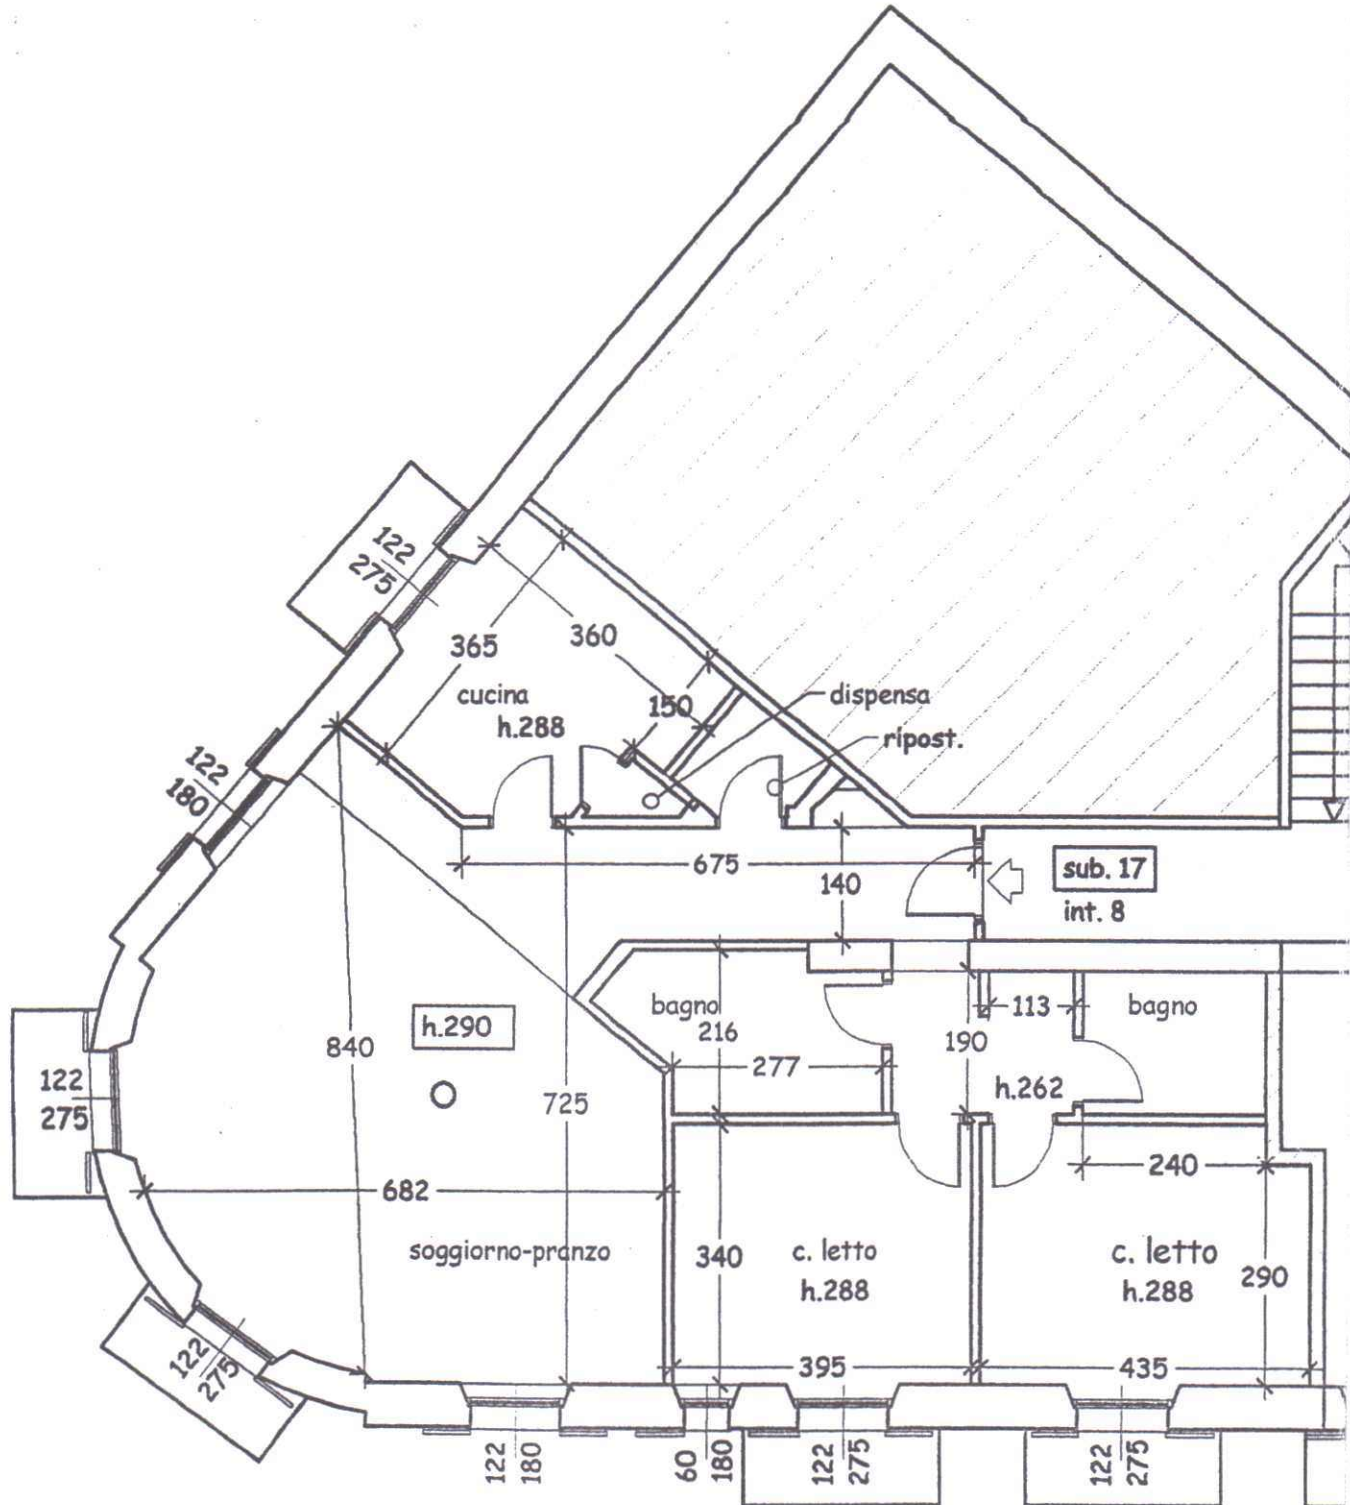 122
275
365
360
cucina
h.288
150
dispensa
ripost.
122
180
675
140
sub. 17
int. 8
bagno
216
277
113
190
bagno
h.262
h.290
840
725
122
275
682
240
soggiorno-pranzo
340
c. letto
h.288
c. letto
h.288
290
122
275
395
435
122
180
60
180
122
275
122
275